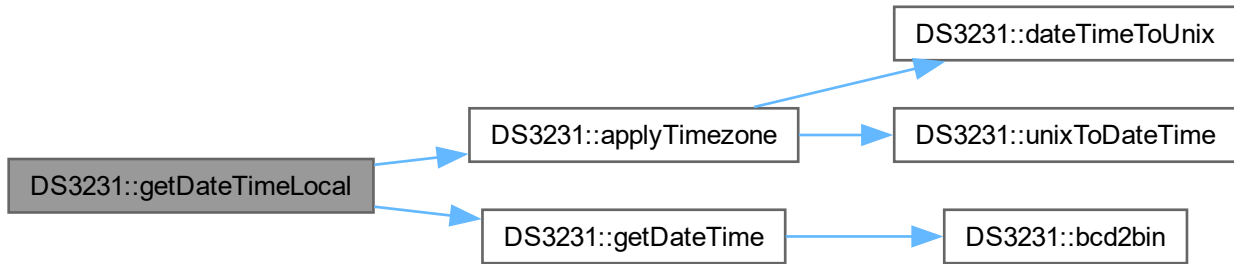 DS3231::getDateTimeLocal
DS3231::applyTimezone
DS3231::dateTimeToUnix
DS3231::unixToDateTime
DS3231::getDateTime
DS3231::bcd2bin